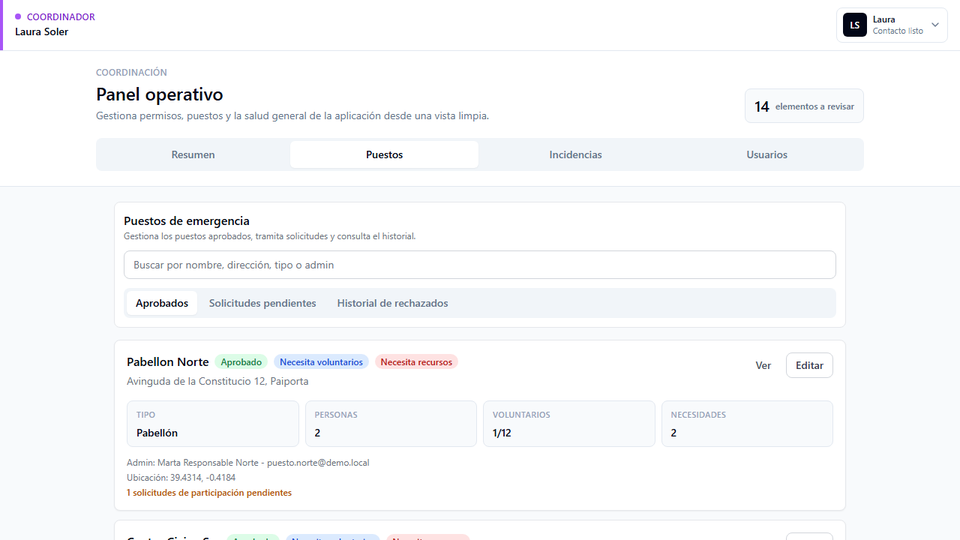 COORDINADOR
Laura Soler
LS
Laura
Contacto listo
COORDINACIÓN
Panel operativo
Gestiona permisos, puestos y la salud general de la aplicación desde una vista limpia.
14 elementos a revisar
Resumen
Puestos
Incidencias
Usuarios
Puestos de emergencia
Gestiona los puestos aprobados, tramita solicitudes y consulta el historial.
Buscar por nombre, dirección, tipo o admin
Aprobados
Solicitudes pendientes
Historial de rechazados
Pabellon Norte
Aprobado
Necesita voluntarios
Necesita recursos
Ver
Editar
Avinguda de la Constitucio 12, Paiporta
TIPO
Pabellón
PERSONAS
2
VOLUNTARIOS
1/12
NECESIDADES
2
Admin: Marta Responsable Norte - puesto.norte@demo.local
Ubicación: 39.4314, -0.4184
1 solicitudes de participación pendientes